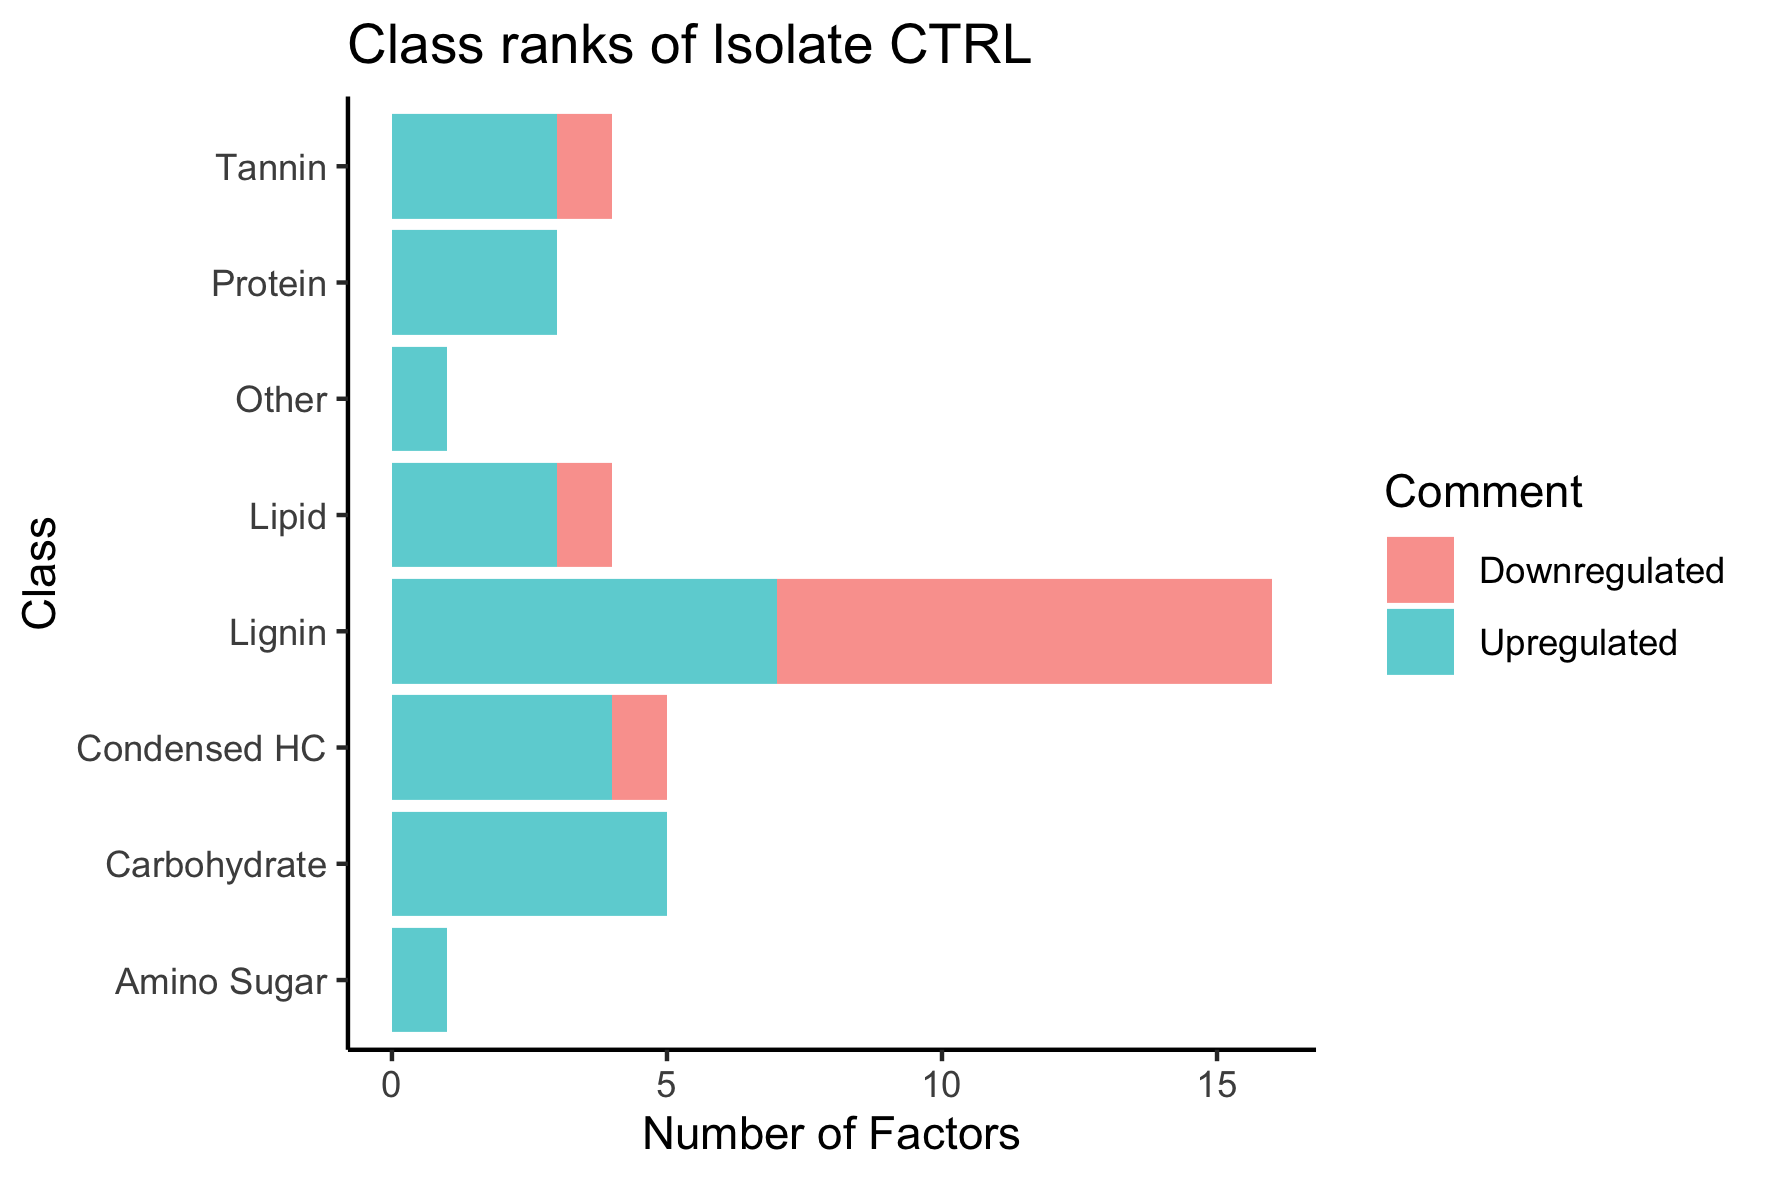 Class ranks of Isolate CTRL
Class
Tannin
Protein
Other
Lipid
Lignin
Condensed HC
Carbohydrate
Amino Sugar
0 5 10 15
Number of Factors
Comment
Downregulated
Upregulated